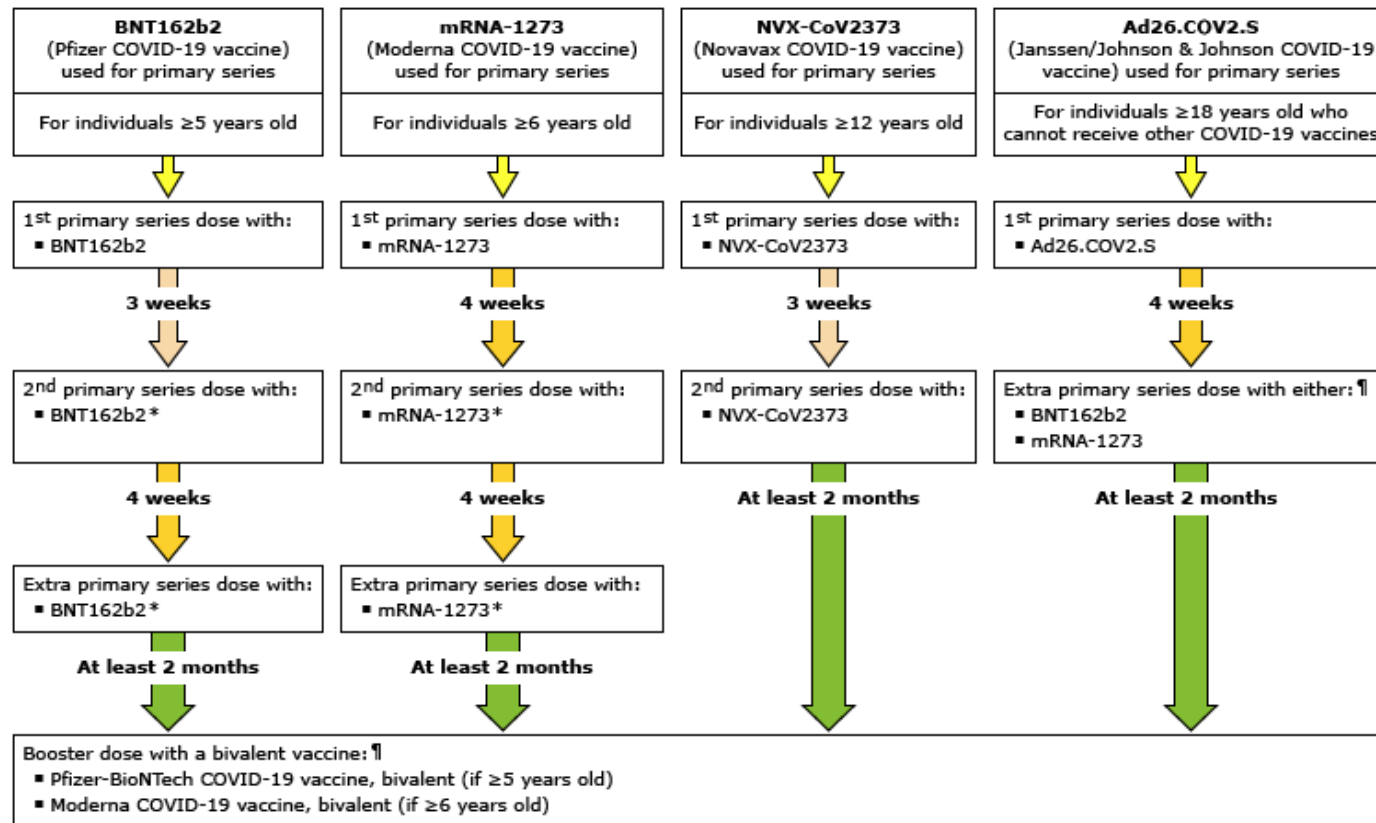 BNT162b2
(Pfizer COVID-19 vaccine)
used for primary series
For individuals ≥5 years old
1st primary series dose with:
▪ BNT162b2
3 weeks
2nd primary series dose with:
▪ BNT162b2*
4 weeks
Extra primary series dose with:
▪ BNT162b2*
At least 2 months
mRNA-1273
(Moderna COVID-19 vaccine)
used for primary series
For individuals ≥6 years old
1st primary series dose with:
▪ mRNA-1273
4 weeks
2nd primary series dose with:
▪ mRNA-1273*
4 weeks
Extra primary series dose with:
▪ mRNA-1273*
At least 2 months
NVX-CoV2373
(Novavax COVID-19 vaccine)
used for primary series
For individuals ≥12 years old
1st primary series dose with:
▪ NVX-CoV2373
3 weeks
2nd primary series dose with:
▪ NVX-CoV2373
At least 2 months
Ad26.COV2.S
(Janssen/Johnson & Johnson COVID-19
vaccine) used for primary series
For individuals ≥18 years old who
cannot receive other COVID-19 vaccines
1st primary series dose with:
▪ Ad26.COV2.S
4 weeks
Extra primary series dose with either:¶
▪ BNT162b2
▪ mRNA-1273
At least 2 months
Booster dose with a bivalent vaccine:¶
▪ Pfizer-BioNTech COVID-19 vaccine, bivalent (if ≥5 years old)
▪ Moderna COVID-19 vaccine, bivalent (if ≥6 years old)